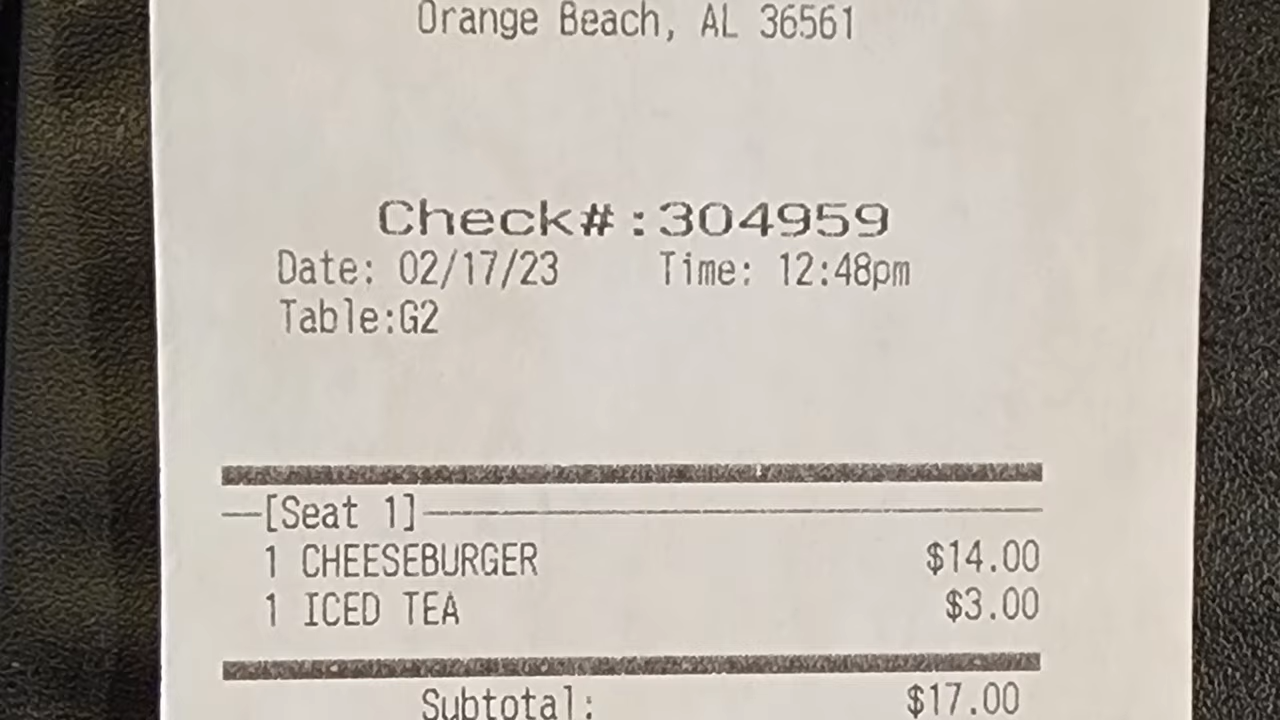 Orange Beach, AL 36561
Check#:304959
Date: 02/17/23 Time: 12:48pm
Table:G2
[Seat 1]
1 CHEESEBURGER $14.00
1 ICED TEA $3.00
Subtotal: $17.00